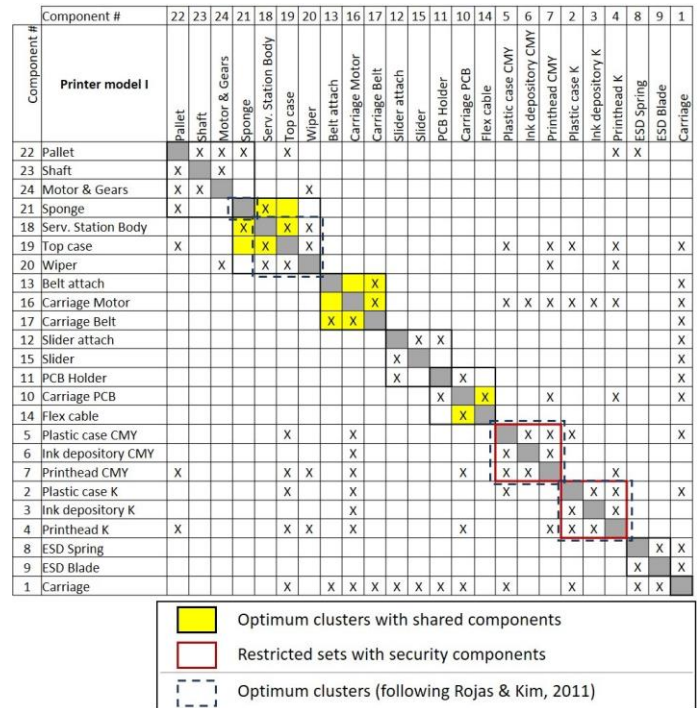 Component # 22 23 24 21 18 19 20 13 16 17 12 15 11 10 14 5 6 7 2 3 4 8 9 1
Component #
Printer model I
Pallet
Shaft
Motor & Gears
Sponge
Serv. Station Body
Top case
Wiper
Belt attach
Carriage Motor
Carriage Belt
Slider attach
Slider
PCB Holder
Carriage PCB
Flex cable
Plastic case CMY
Ink depository CMY
Printhead CMY
Plastic case K
Ink depository K
Printhead K
ESD Spring
ESD Blade
Carriage
22 Pallet X X X X X X
23 Shaft X X
24 Motor & Gears X X X
21 Sponge X X
18 Serv. Station Body X X X
19 Top case X X X X X X X X
20 Wiper X X X X X
13 Belt attach X X
16 Carriage Motor X X X X X X X X
17 Carriage Belt X X X
12 Slider attach X X X
15 Slider X X
11 PCB Holder X X X
10 Carriage PCB X X X X X
14 Flex cable X
5 Plastic case CMY X X X X X X
6 Ink depository CMY X X X
7 Printhead CMY X X X X X X X X
2 Plastic case K X X X X X X
3 Ink depository K X X X
4 Printhead K X X X X X X X X
8 ESD Spring X X
9 ESD Blade X X
1 Carriage X X X X X X X X X X X X
Optimum clusters with shared components
Restricted sets with security components
Optimum clusters (following Rojas & Kim, 2011)